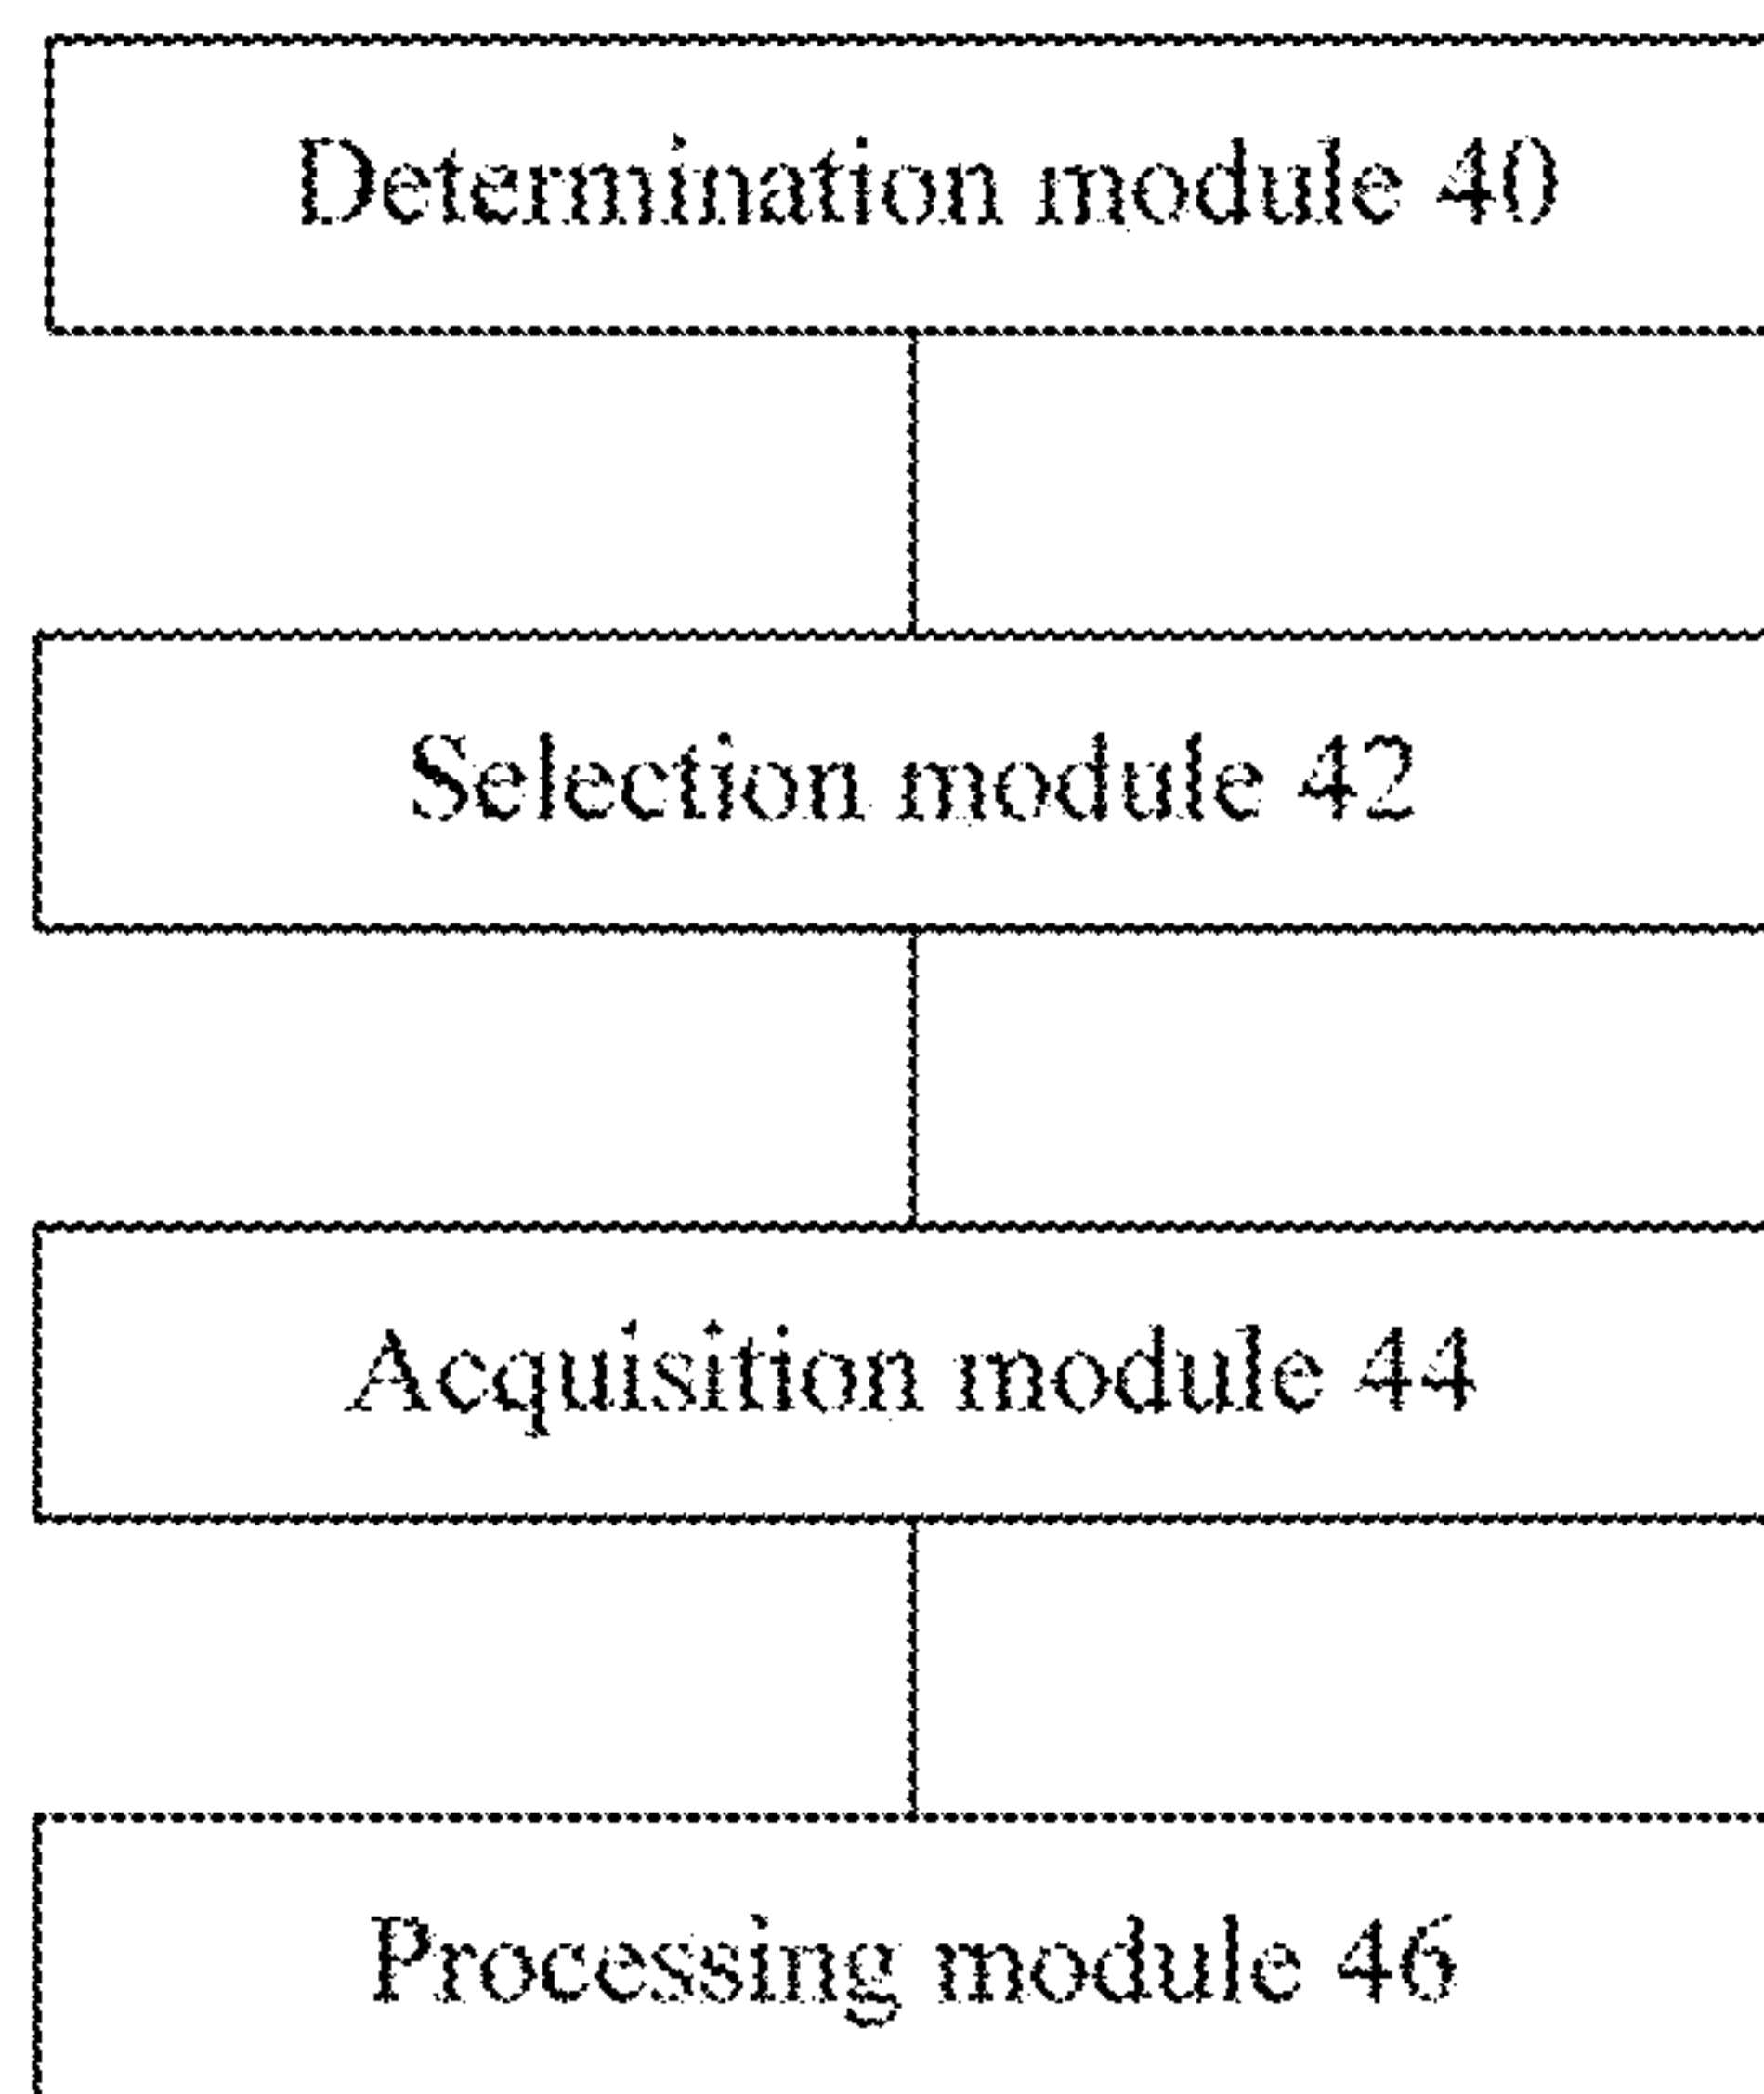 Determination module 40
Selection module 42
Acquisition module 44
Processing module 46